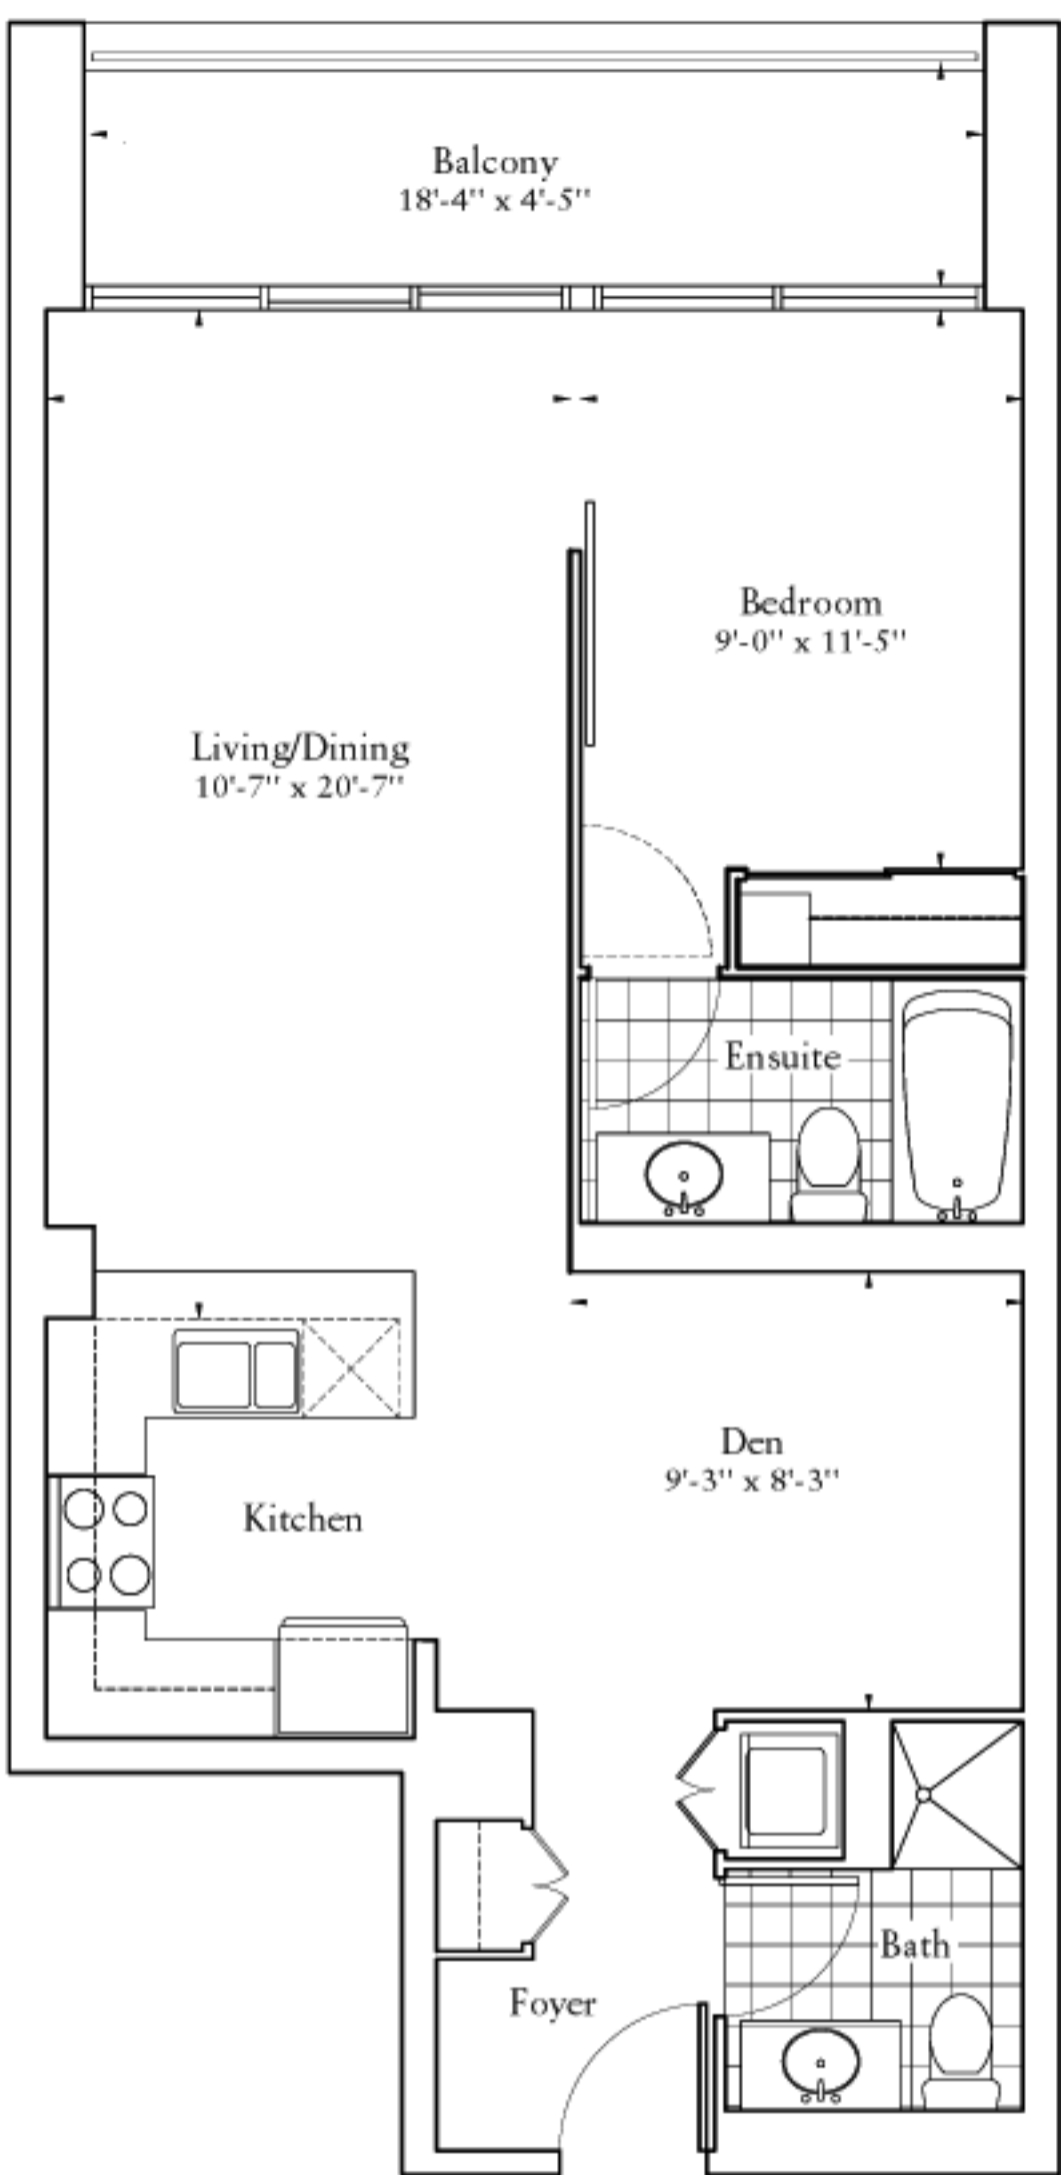 Balcony
18'-4" x 4'-5"
Bedroom
9'-0" x 11'-5"
Living/Dining
10'-7" x 20'-7"
Ensuite
Den
9'-3" x 8'-3"
Kitchen
Bath
Foyer